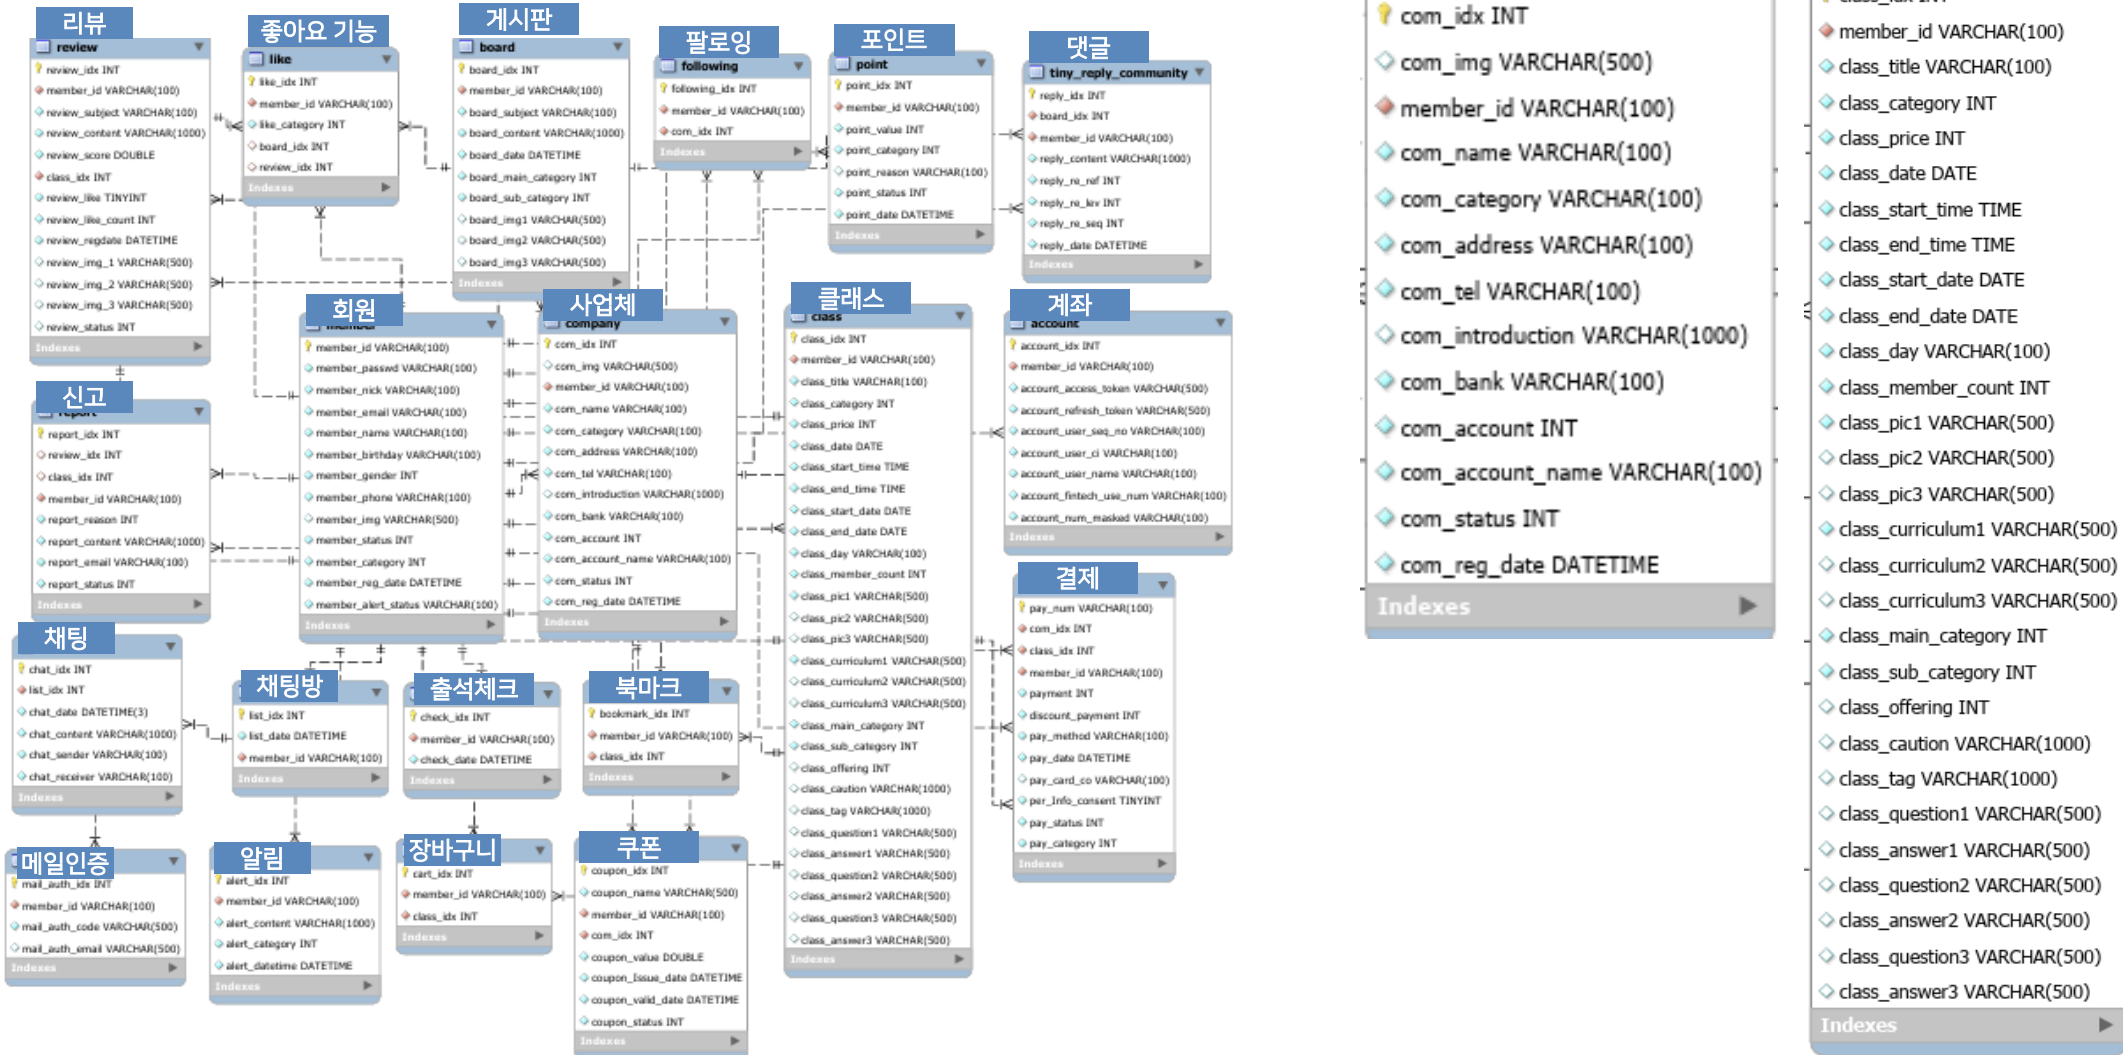 리뷰
review
review_idx INT
member_id VARCHAR(100)
review_subject VARCHAR(100)
review_content VARCHAR(1000)
review_score DOUBLE
class_idx INT
review_like TINYINT
review_like_count INT
review_regdate DATETIME
review_img_1 VARCHAR(500)
review_img_2 VARCHAR(500)
review_img_3 VARCHAR(500)
review_status INT
Indexes
좋아요 기능
like
like_idx INT
member_id VARCHAR(100)
like_category INT
board_idx INT
review_idx INT
Indexes
게시판
board
board_idx INT
member_id VARCHAR(100)
board_subject VARCHAR(100)
board_content VARCHAR(1000)
board_date DATETIME
board_main_category INT
board_sub_category INT
board_img1 VARCHAR(500)
board_img2 VARCHAR(500)
board_img3 VARCHAR(500)
Indexes
팔로잉
following
following_idx INT
member_id VARCHAR(100)
com_idx INT
Indexes
포인트
point
point_idx INT
member_id VARCHAR(100)
point_value INT
point_category INT
point_reason VARCHAR(100)
point_status INT
point_date DATETIME
Indexes
댓글
tiny_reply_community
reply_idx INT
board_idx INT
member_id VARCHAR(100)
reply_content VARCHAR(1000)
reply_re_ref INT
reply_re_lev INT
reply_re_seq INT
reply_date DATETIME
Indexes
회원
member
member_id VARCHAR(100)
member_passwd VARCHAR(100)
member_nick VARCHAR(100)
member_email VARCHAR(100)
member_name VARCHAR(100)
member_birthday VARCHAR(100)
member_gender INT
member_phone VARCHAR(100)
member_img VARCHAR(500)
member_status INT
member_category INT
member_reg_date DATETIME
member_alert_status VARCHAR(100)
Indexes
사업체
company
com_idx INT
com_img VARCHAR(500)
member_id VARCHAR(100)
com_name VARCHAR(100)
com_category VARCHAR(100)
com_address VARCHAR(100)
com_tel VARCHAR(100)
com_introduction VARCHAR(1000)
com_bank VARCHAR(100)
com_account INT
com_account_name VARCHAR(100)
com_status INT
com_reg_date DATETIME
Indexes
클래스
class
class_idx INT
member_id VARCHAR(100)
class_title VARCHAR(100)
class_category INT
class_price INT
class_date DATE
class_start_time TIME
class_end_time TIME
class_start_date DATE
class_end_date DATE
class_day VARCHAR(100)
class_member_count INT
class_pic1 VARCHAR(500)
class_pic2 VARCHAR(500)
class_pic3 VARCHAR(500)
class_curriculum1 VARCHAR(500)
class_curriculum2 VARCHAR(500)
class_curriculum3 VARCHAR(500)
class_main_category INT
class_sub_category INT
class_offering INT
class_caution VARCHAR(1000)
class_tag VARCHAR(1000)
class_question1 VARCHAR(500)
class_answer1 VARCHAR(500)
class_question2 VARCHAR(500)
class_answer2 VARCHAR(500)
class_question3 VARCHAR(500)
class_answer3 VARCHAR(500)
Indexes
계좌
account
account_idx INT
member_id VARCHAR(100)
account_access_token VARCHAR(500)
account_refresh_token VARCHAR(500)
account_user_seq_no VARCHAR(100)
account_user_ci VARCHAR(100)
account_user_name VARCHAR(100)
account_fintech_use_num VARCHAR(100)
account_num_masked VARCHAR(100)
Indexes
신고
report
report_idx INT
review_idx INT
class_idx INT
member_id VARCHAR(100)
report_reason INT
report_content VARCHAR(1000)
report_email VARCHAR(100)
report_status INT
Indexes
결제
pay_num VARCHAR(100)
com_idx INT
class_idx INT
member_id VARCHAR(100)
payment INT
discount_payment INT
pay_method VARCHAR(100)
pay_date DATETIME
pay_card_co VARCHAR(100)
per_Info_consent TINYINT
pay_status INT
pay_category INT
Indexes
채팅
chat_idx INT
list_idx INT
chat_date DATETIME(3)
chat_content VARCHAR(1000)
chat_sender VARCHAR(100)
chat_receiver VARCHAR(100)
Indexes
채팅방
list_idx INT
list_date DATETIME
member_id VARCHAR(100)
Indexes
출석체크
check_idx INT
member_id VARCHAR(100)
check_date DATETIME
Indexes
북마크
bookmark_idx INT
member_id VARCHAR(100)
class_idx INT
Indexes
메일인증
mail_auth_idx INT
member_id VARCHAR(100)
mail_auth_code VARCHAR(500)
mail_auth_email VARCHAR(500)
Indexes
알림
alert_idx INT
member_id VARCHAR(100)
alert_content VARCHAR(1000)
alert_category INT
alert_datetime DATETIME
Indexes
장바구니
cart_idx INT
member_id VARCHAR(100)
class_idx INT
Indexes
쿠폰
coupon_idx INT
coupon_name VARCHAR(500)
member_id VARCHAR(100)
com_idx INT
coupon_value DOUBLE
coupon_Issue_date DATETIME
coupon_valid_date DATETIME
coupon_status INT
Indexes
com_idx INT
com_img VARCHAR(500)
member_id VARCHAR(100)
com_name VARCHAR(100)
com_category VARCHAR(100)
com_address VARCHAR(100)
com_tel VARCHAR(100)
com_introduction VARCHAR(1000)
com_bank VARCHAR(100)
com_account INT
com_account_name VARCHAR(100)
com_status INT
com_reg_date DATETIME
Indexes
class_idx INT
member_id VARCHAR(100)
class_title VARCHAR(100)
class_category INT
class_price INT
class_date DATE
class_start_time TIME
class_end_time TIME
class_start_date DATE
class_end_date DATE
class_day VARCHAR(100)
class_member_count INT
class_pic1 VARCHAR(500)
class_pic2 VARCHAR(500)
class_pic3 VARCHAR(500)
class_curriculum1 VARCHAR(500)
class_curriculum2 VARCHAR(500)
class_curriculum3 VARCHAR(500)
class_main_category INT
class_sub_category INT
class_offering INT
class_caution VARCHAR(1000)
class_tag VARCHAR(1000)
class_question1 VARCHAR(500)
class_answer1 VARCHAR(500)
class_question2 VARCHAR(500)
class_answer2 VARCHAR(500)
class_question3 VARCHAR(500)
class_answer3 VARCHAR(500)
Indexes